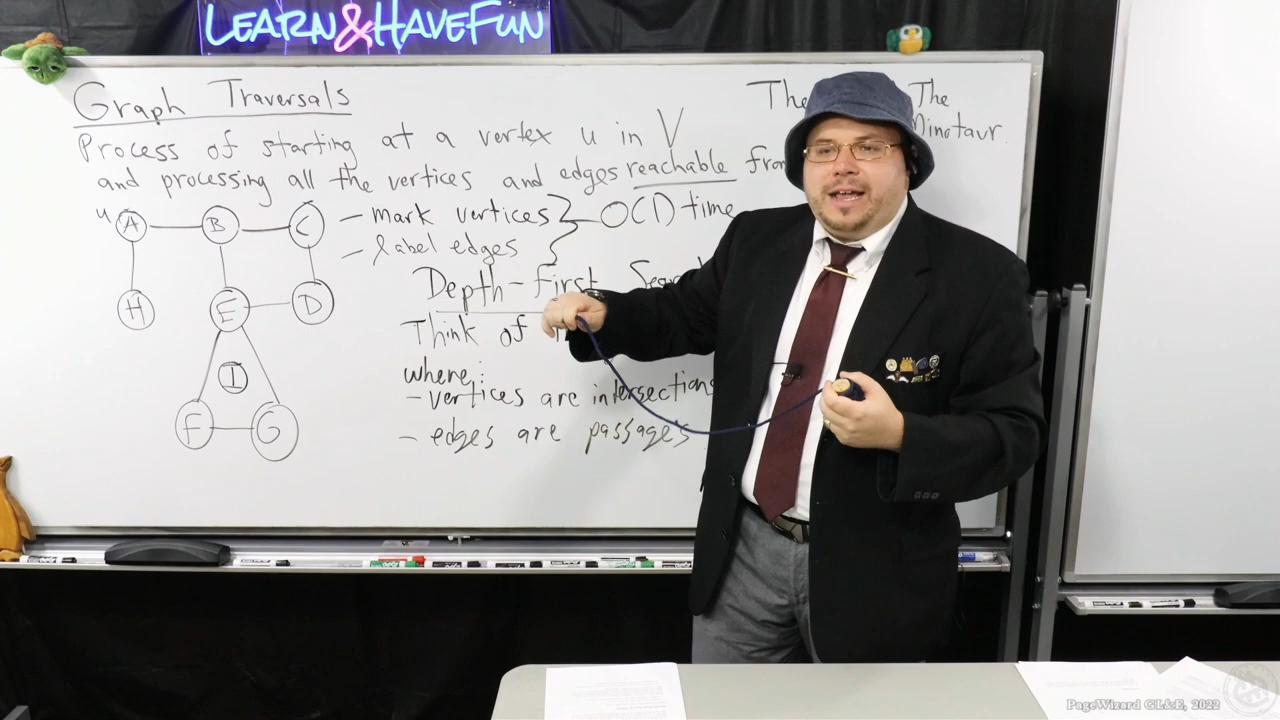 LEARN&HAVEFUN
Graph Traversals
The The
Minotaur.
Process of starting at a vertex u in V
and processing all the vertices and edges reachable from
u A B C
- mark vertices } O(1) time
- label edges
Depth-First Sear
H E D
Think of
where:
I
- vertices are intersections
F G
- edges are passages
PageWizard GL&E, 2022